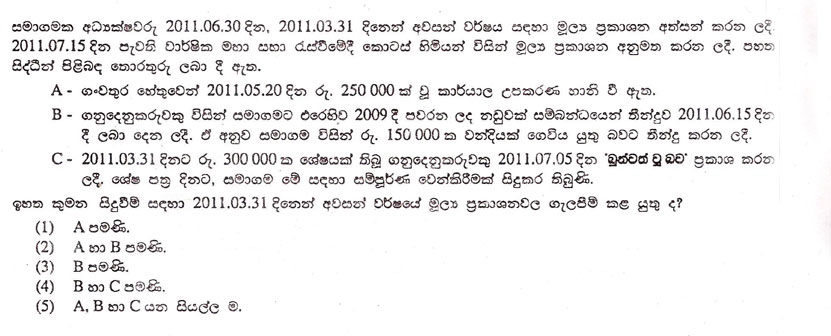 සමාගමක අධ්‍යක්ෂවරු 2011.06.30 දින, 2011.03.31 දිනෙන් අවසන් වර්ෂය සඳහා මූල්‍ය ප්‍රකාශන අත්සන් කරන ලදී.
2011.07.15 දින පැවති වාර්ෂික මහා සභා රැස්වීමේදී කොටස් හිමියන් විසින් මූල්‍ය ප්‍රකාශන අනුමත කරන ලදී. පහත
සිද්ධීන් පිළිබඳ තොරතුරු ලබා දී ඇත.
A - ගංවතුර හේතුවෙන් 2011.05.20 දින රු. 250 000 ක් වූ කාර්යාල උපකරණ හානි වී ඇත.
B - ගනුදෙනුකරුවකු විසින් සමාගමට එරෙහිව 2009 දී පවරන ලද නඩුවක් සම්බන්ධයෙන් තීන්දුව 2011.06.15 දින
දී ලබා දෙන ලදී. ඒ අනුව සමාගම විසින් රු. 150 000 ක වන්දියක් ගෙවිය යුතු බවට තීන්දු කරන ලදී.
C - 2011.03.31 දිනට රු. 300 000 ක ශේෂයක් තිබූ ගනුදෙනුකරුවකු 2011.07.05 දින 'බුන්වත් වූ බව' ප්‍රකාශ කරන
ලදී. ශේෂ පත්‍ර දිනට, සමාගම මේ සඳහා සම්පූර්ණ වෙන්කිරීමක් සිදුකර තිබුණි.
ඉහත කුමන සිදුවීම් සඳහා 2011.03.31 දිනෙන් අවසන් වර්ෂයේ මූල්‍ය ප්‍රකාශනවල ගැලපීම් කළ යුතු ද?
(1) A පමණි.
(2) A හා B පමණි.
(3) B පමණි.
(4) B හා C පමණි.
(5) A, B හා C යන සියල්ල ම.